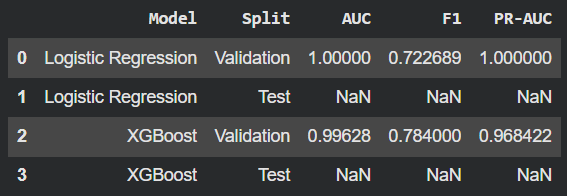 Model Split AUC F1 PR-AUC
0 Logistic Regression Validation 1.00000 0.722689 1.000000
1 Logistic Regression Test NaN NaN NaN
2 XGBoost Validation 0.99628 0.784000 0.968422
3 XGBoost Test NaN NaN NaN